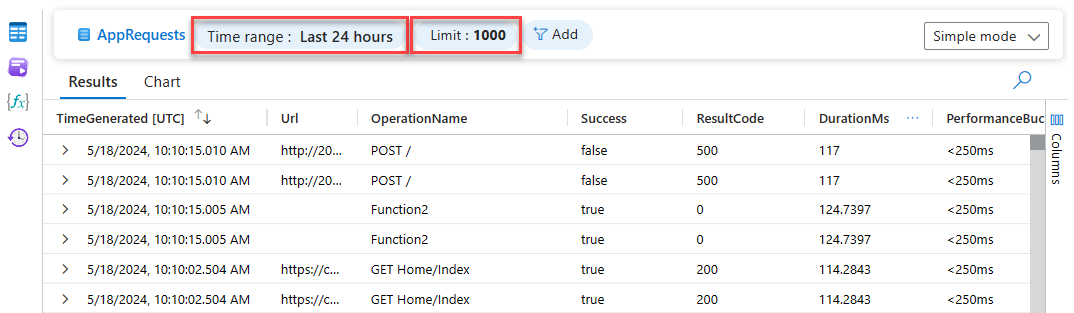 AppRequests Time range : Last 24 hours Limit : 1000 Add Simple mode
Results Chart
{fx}
TimeGenerated [UTC] Url OperationName Success ResultCode DurationMs ... PerformanceBuc
5/18/2024, 10:10:15.010 AM http://20... POST / false 500 117 <250ms
5/18/2024, 10:10:15.010 AM http://20... POST / false 500 117 <250ms
5/18/2024, 10:10:15.005 AM Function2 true 0 124.7397 <250ms
5/18/2024, 10:10:15.005 AM Function2 true 0 124.7397 <250ms
5/18/2024, 10:10:02.504 AM https://c... GET Home/Index true 200 114.2843 <250ms
5/18/2024, 10:10:02.504 AM https://c... GET Home/Index true 200 114.2843 <250ms
Columns